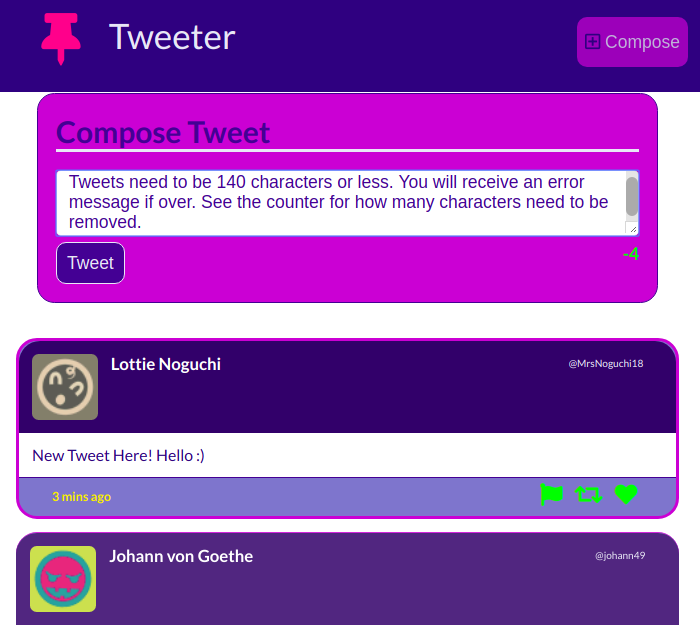 Tweeter
Compose
Compose Tweet
Tweets need to be 140 characters or less. You will receive an error
message if over. See the counter for how many characters need to be
removed.
Tweet
-4
Lottie Noguchi
@MrsNoguchi18
New Tweet Here! Hello :)
3 mins ago
Johann von Goethe
@johann49